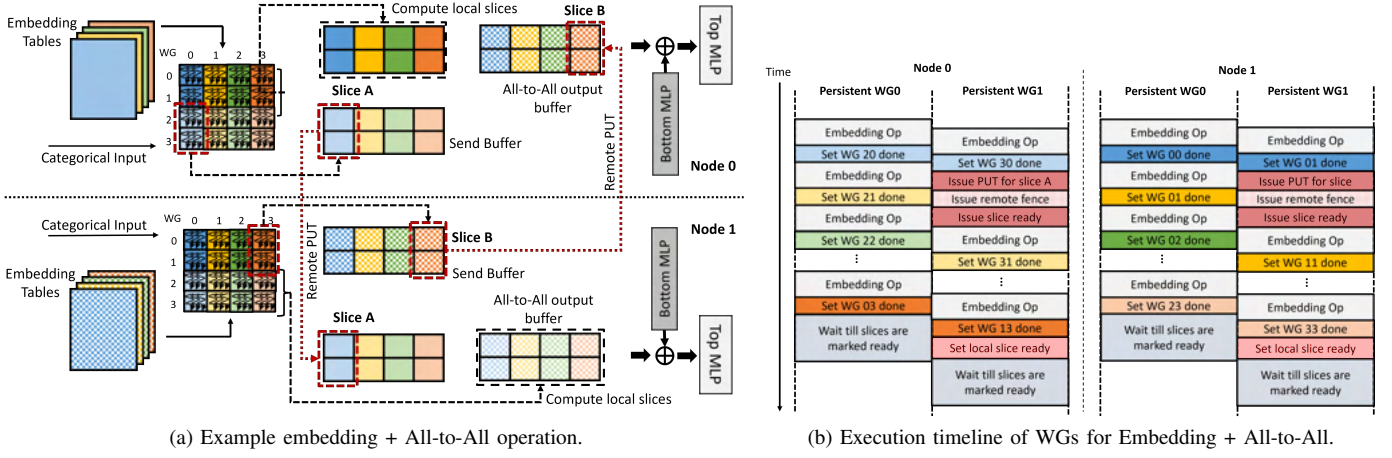 Embedding
Tables
WG
0 1 2 3
0
1
2
3
Categorical Input
Compute local slices
Slice A
Send Buffer
Slice B
All-to-All output
buffer
Remote PUT
Bottom MLP
Top MLP
Node 0
Categorical Input
Embedding
Tables
WG
0 1 2 3
0
1
2
3
Remote PUT
Slice B
Send Buffer
Slice A
All-to-All output
buffer
Compute local slices
Bottom MLP
Top MLP
Node 1
(a) Example embedding + All-to-All operation.
Time
Node 0
Persistent WG0
Embedding Op
Set WG 20 done
Embedding Op
Set WG 21 done
Embedding Op
Set WG 22 done
⋮
Embedding Op
Set WG 03 done
Wait till slices are
marked ready
Persistent WG1
Embedding Op
Set WG 30 done
Issue PUT for slice A
Issue remote fence
Issue slice ready
Embedding Op
Set WG 31 done
⋮
Embedding Op
Set WG 13 done
Set local slice ready
Wait till slices are
marked ready
Node 1
Persistent WG0
Embedding Op
Set WG 00 done
Embedding Op
Set WG 01 done
Embedding Op
Set WG 02 done
⋮
Embedding Op
Set WG 23 done
Wait till slices are
marked ready
Persistent WG1
Embedding Op
Set WG 01 done
Issue PUT for slice
Issue remote fence
Issue slice ready
Embedding Op
Set WG 11 done
⋮
Embedding Op
Set WG 33 done
Set local slice ready
Wait till slices are
marked ready
(b) Execution timeline of WGs for Embedding + All-to-All.